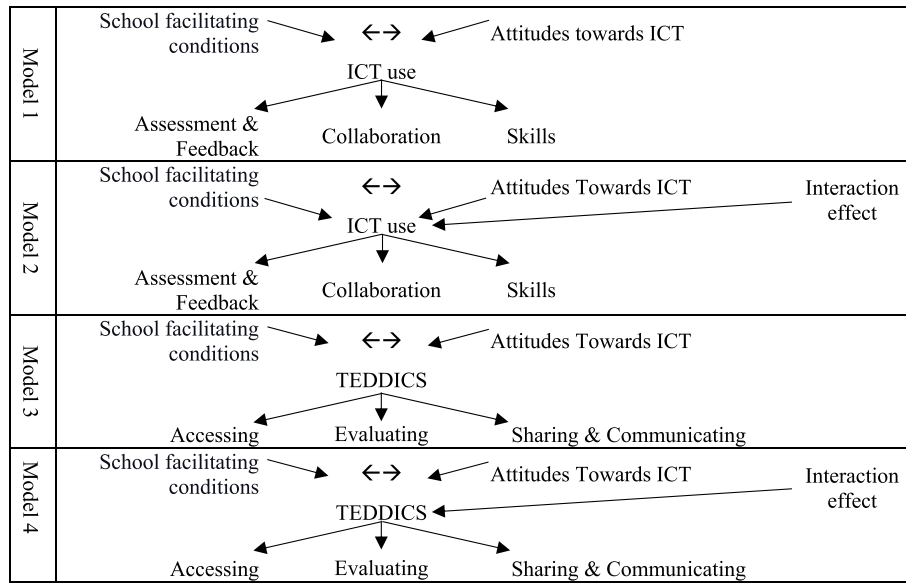 Model 1
School facilitating
conditions
←→
Attitudes towards ICT
ICT use
Assessment &
Feedback
Collaboration
Skills
Model 2
School facilitating
conditions
←→
Attitudes Towards ICT
Interaction
effect
ICT use
Assessment &
Feedback
Collaboration
Skills
Model 3
School facilitating
conditions
←→
Attitudes Towards ICT
TEDDICS
Accessing
Evaluating
Sharing & Communicating
Model 4
School facilitating
conditions
←→
Attitudes Towards ICT
Interaction
effect
TEDDICS
Accessing
Evaluating
Sharing & Communicating